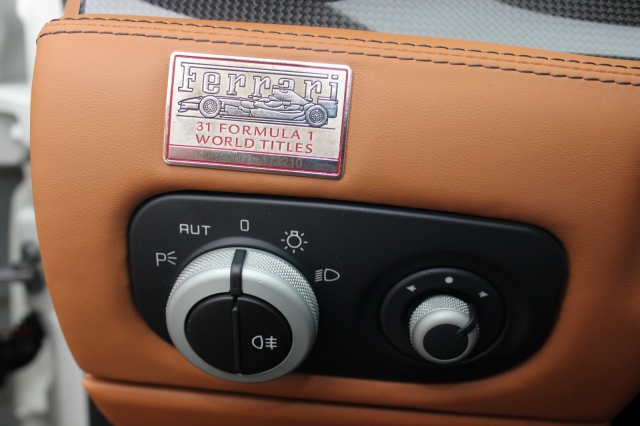 Ferrari
31 FORMULA 1
WORLD TITLES
AUT
0
P